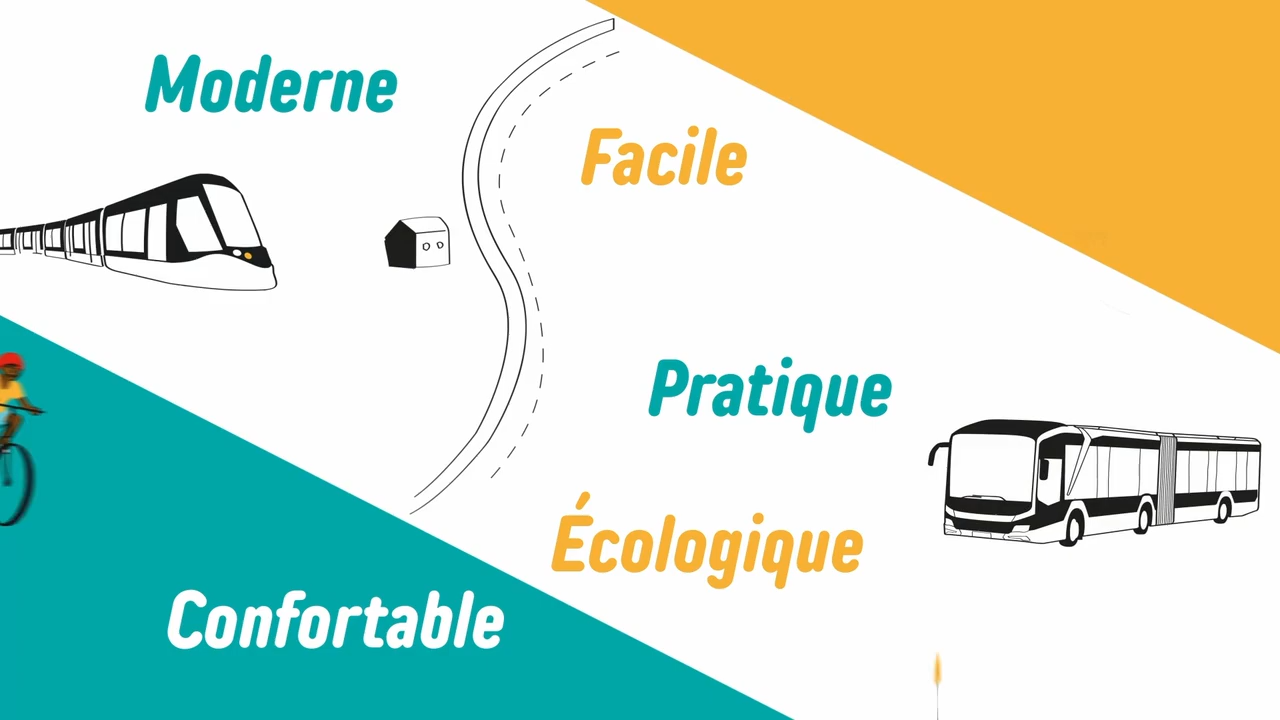 Moderne
Facile
Pratique
Écologique
Confortable